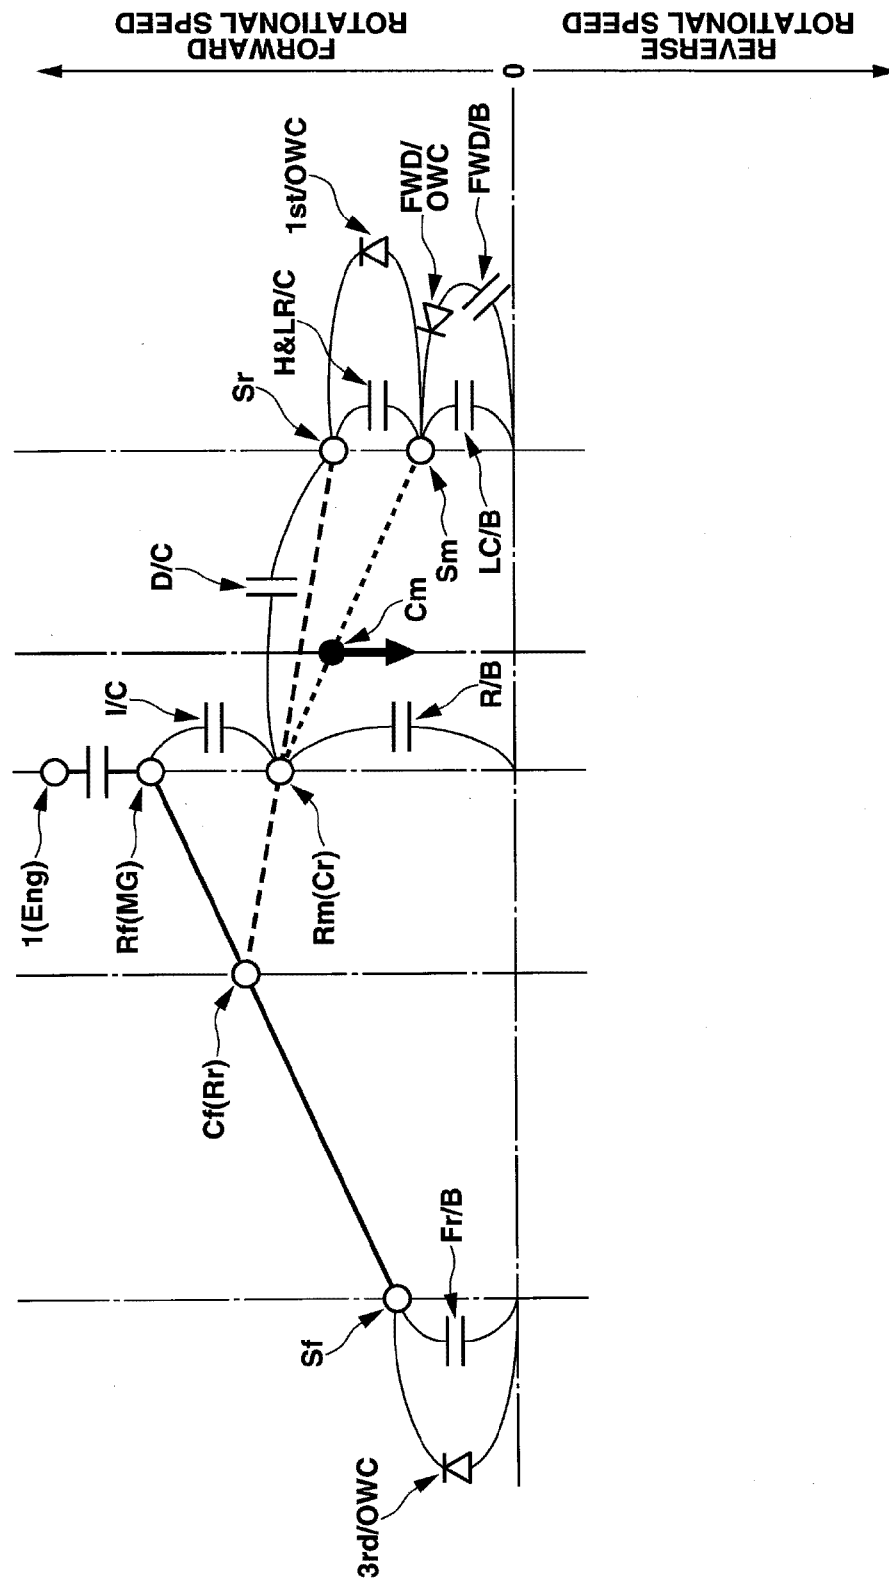 FORWARD
ROTATIONAL SPEED
0
REVERSE
ROTATIONAL SPEED
1st/OWC
FWD/
OWC
FWD/B
H&LR/C
Sr
Sm
LC/B
D/C
Cm
I/C
R/B
1(Eng)
Rf(MG)
Rm(Cr)
Cf(Rr)
Fr/B
Sf
3rd/OWC